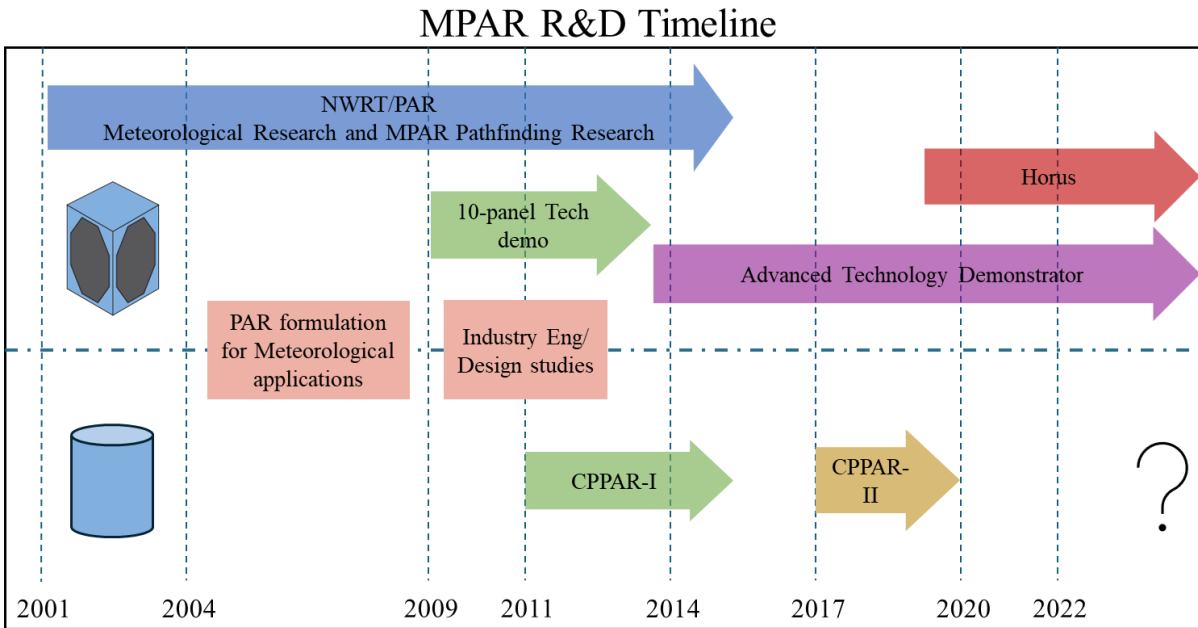 MPAR R&D Timeline
NWRT/PAR
Meteorological Research and MPAR Pathfinding Research
Horus
10-panel Tech
demo
Advanced Technology Demonstrator
PAR formulation
for Meteorological
applications
Industry Eng/
Design studies
CPPAR-I
CPPAR-
II
?
2001
2004
2009
2011
2014
2017
2020
2022